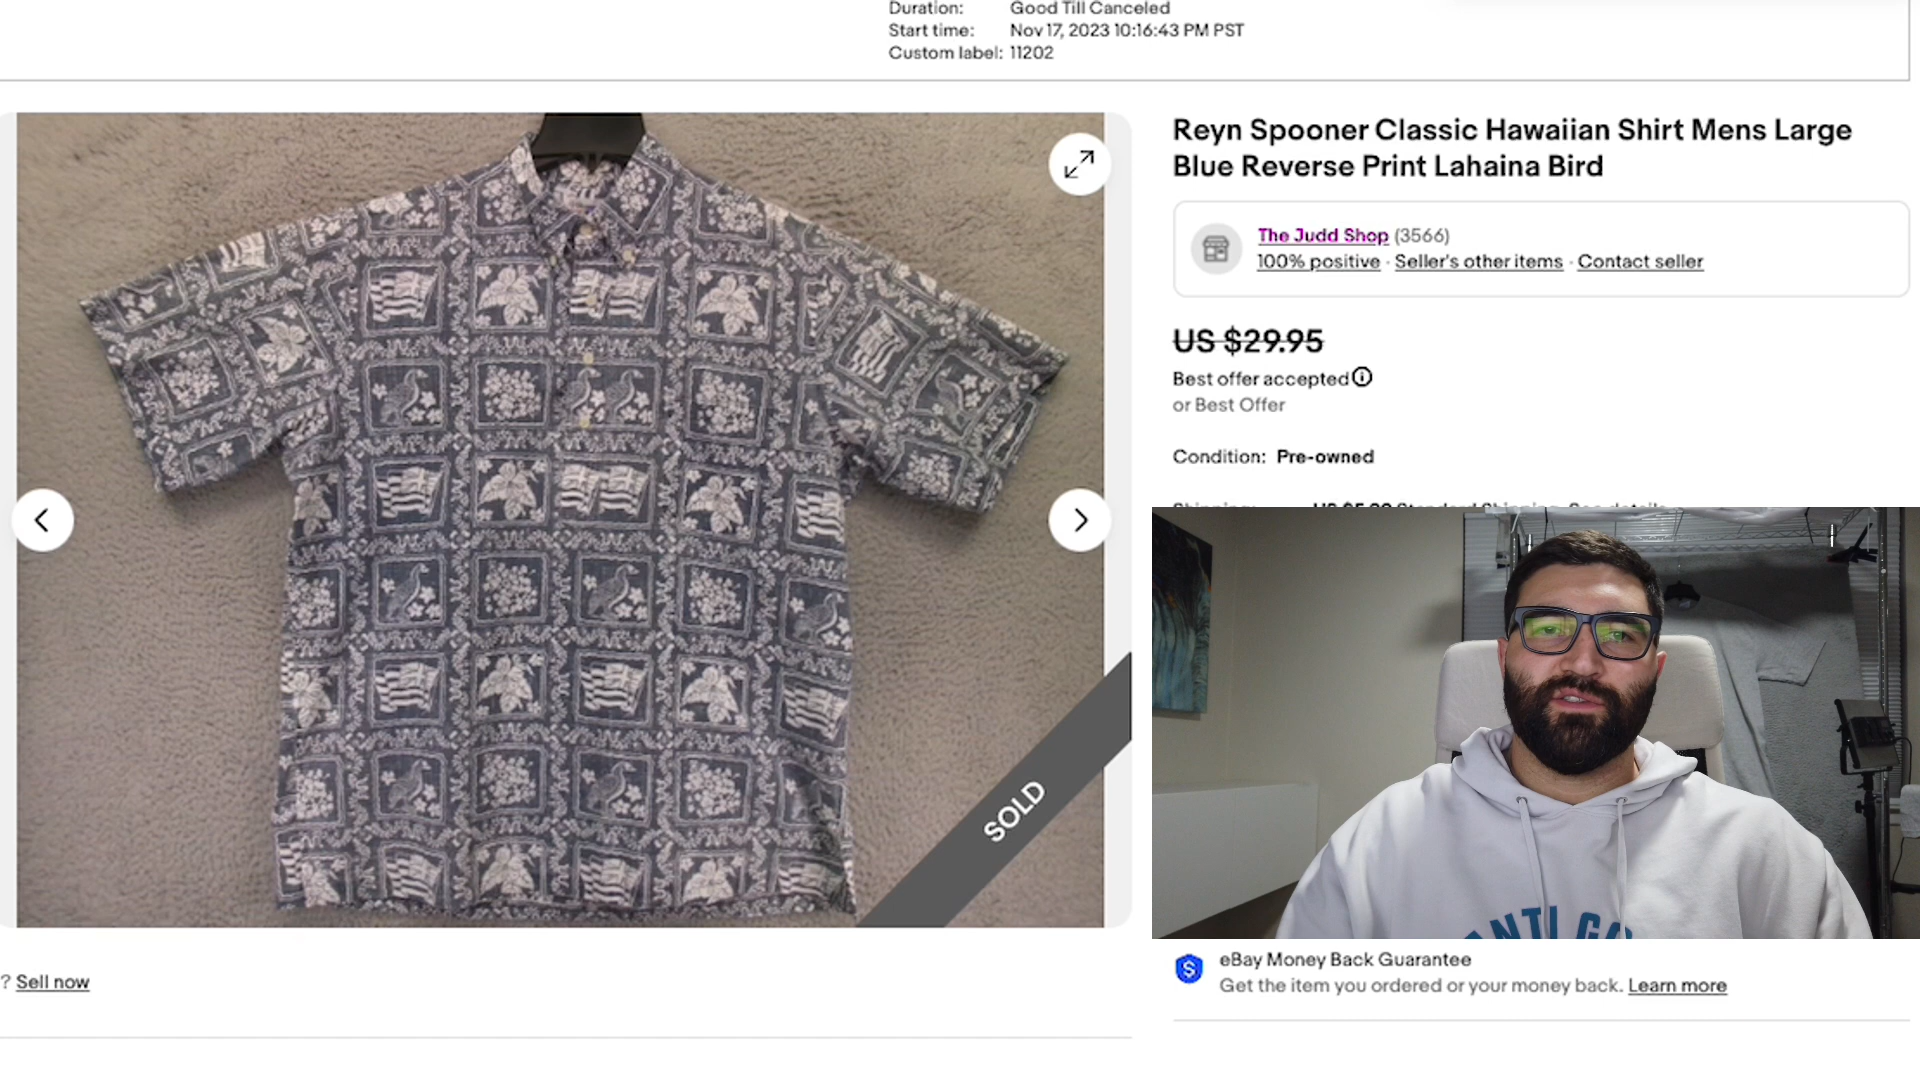 Duration: Good Till Canceled
Start time: Nov 17, 2023 10:16:43 PM PST
Custom label: 11202
Reyn Spooner Classic Hawaiian Shirt Mens Large
Blue Reverse Print Lahaina Bird
The Judd Shop (3566)
100% positive · Seller's other items · Contact seller
US $29.95
Best offer accepted
or Best Offer
Condition: Pre-owned
SOLD
eBay Money Back Guarantee
Get the item you ordered or your money back. Learn more
? Sell now